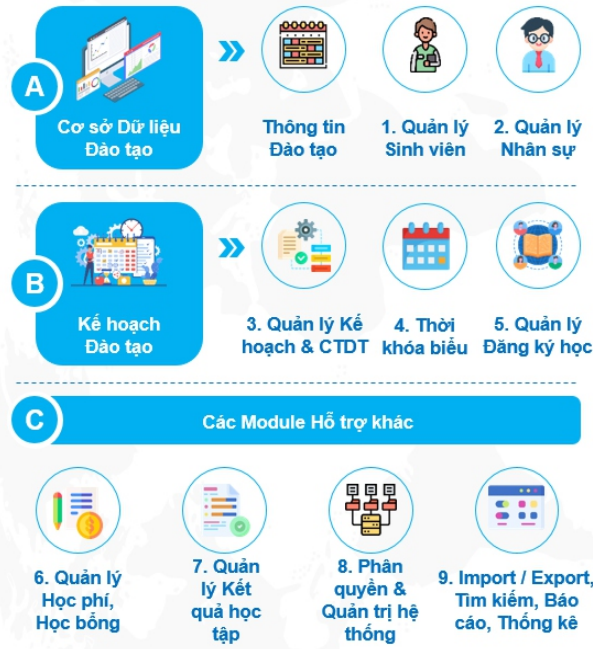 A
Cơ sở Dữ liệu
Đào tạo
Thông tin
Đào tạo
1. Quản lý
Sinh viên
2. Quản lý
Nhân sự
B
Kế hoạch
Đào tạo
3. Quản lý Kế
hoạch & CTDT
4. Thời
khóa biểu
5. Quản lý
Đăng ký học
C
Các Module Hỗ trợ khác
6. Quản lý
Học phí,
Học bổng
7. Quản
lý Kết
quả học
tập
8. Phân
quyền &
Quản trị hệ
thống
9. Import / Export,
Tìm kiếm, Báo
cáo, Thống kê